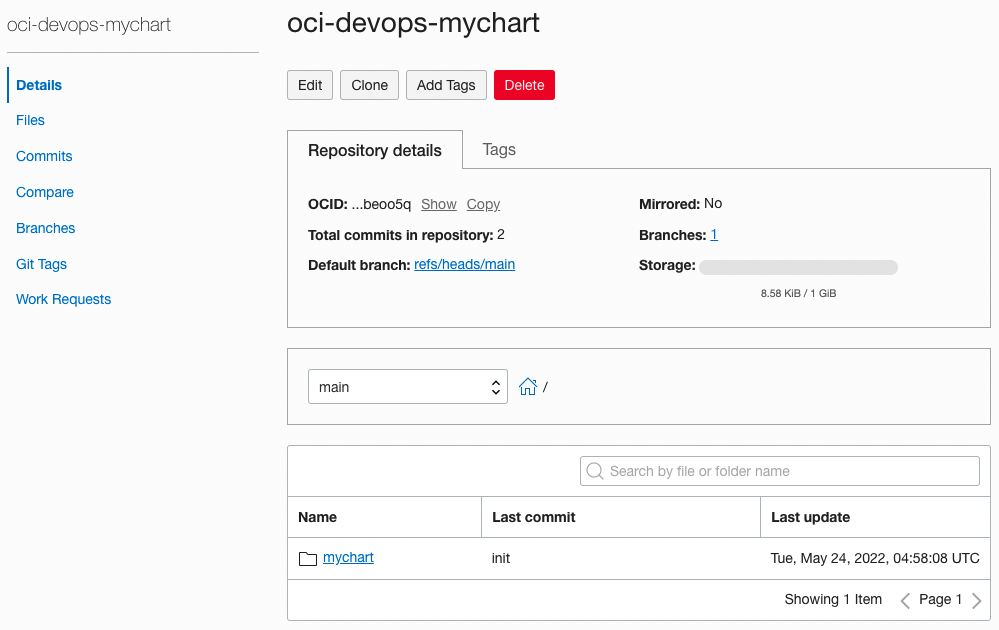 oci-devops-mychart
Details
Files
Commits
Compare
Branches
Git Tags
Work Requests
oci-devops-mychart
Edit Clone Add Tags Delete
Repository details Tags
OCID: ...beoo5q Show Copy
Total commits in repository: 2
Default branch: refs/heads/main
Mirrored: No
Branches: 1
Storage:
8.58 KiB / 1 GiB
main /
Search by file or folder name
Name Last commit Last update
mychart init Tue, May 24, 2022, 04:58:08 UTC
Showing 1 Item Page 1